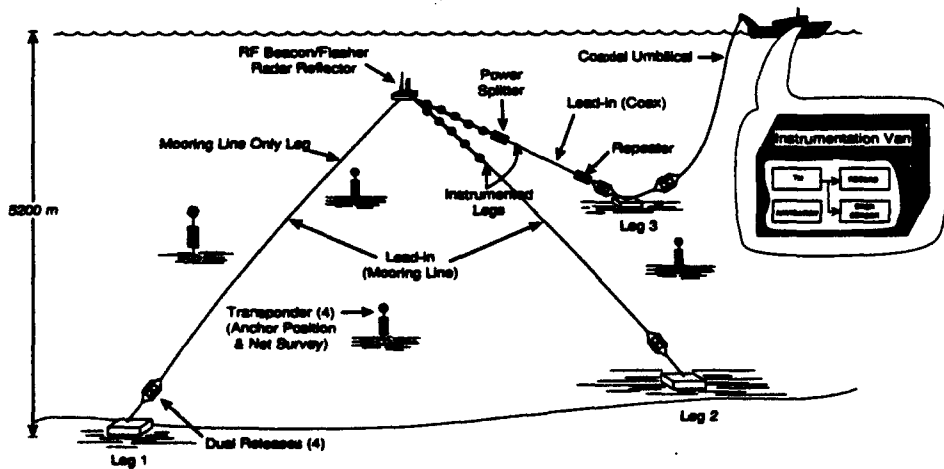 RF Beacon/Flasher
Radar Reflector
Power
Splitter
Coaxial Umbilical
Lead-in (Coax)
Mooring Line Only Leg
Repeater
Instrumentation Van
Instrumented
Legs
5200 m
Leg 3
Lead-in
(Mooring Line)
Transponder (4)
(Anchor Position
& Net Survey)
Leg 2
Dual Releases (4)
Leg 1